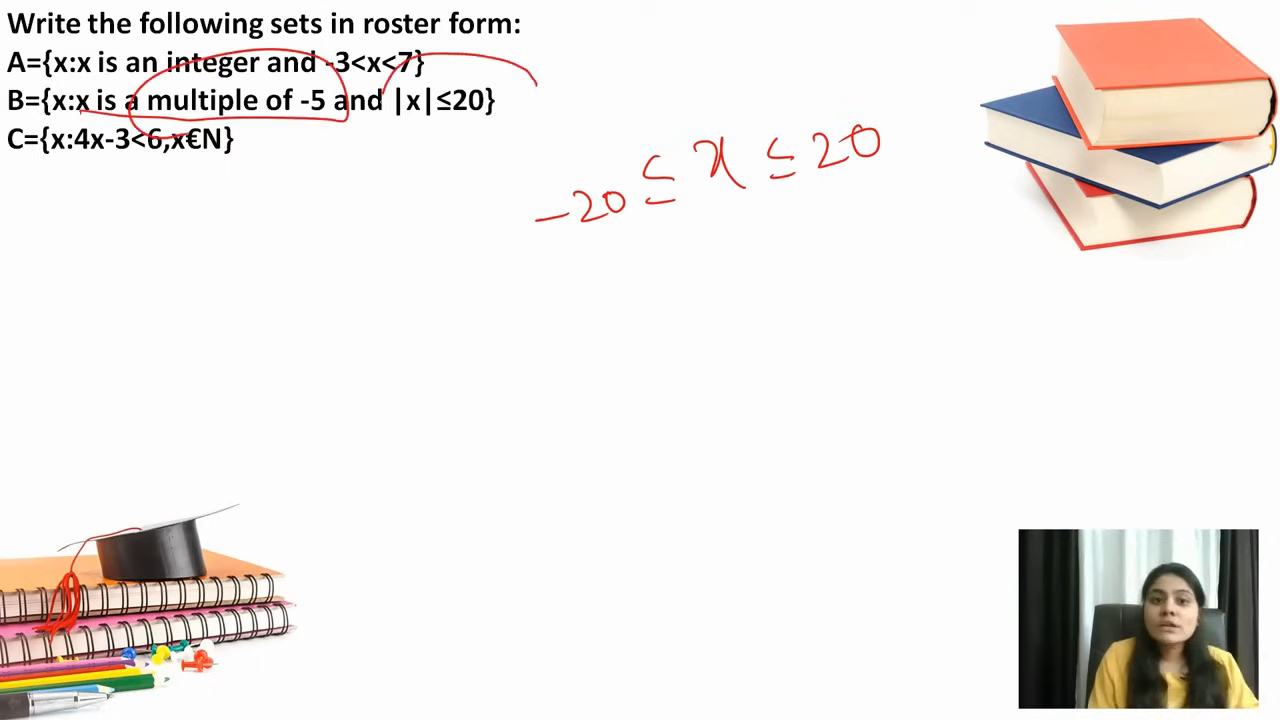 Write the following sets in roster form:
A={x:x is an integer and -3<x<7}
B={x:x is a multiple of -5 and |x|≤20}
C={x:4x-3<6,x€N}
-20 ≤ x ≤ 20